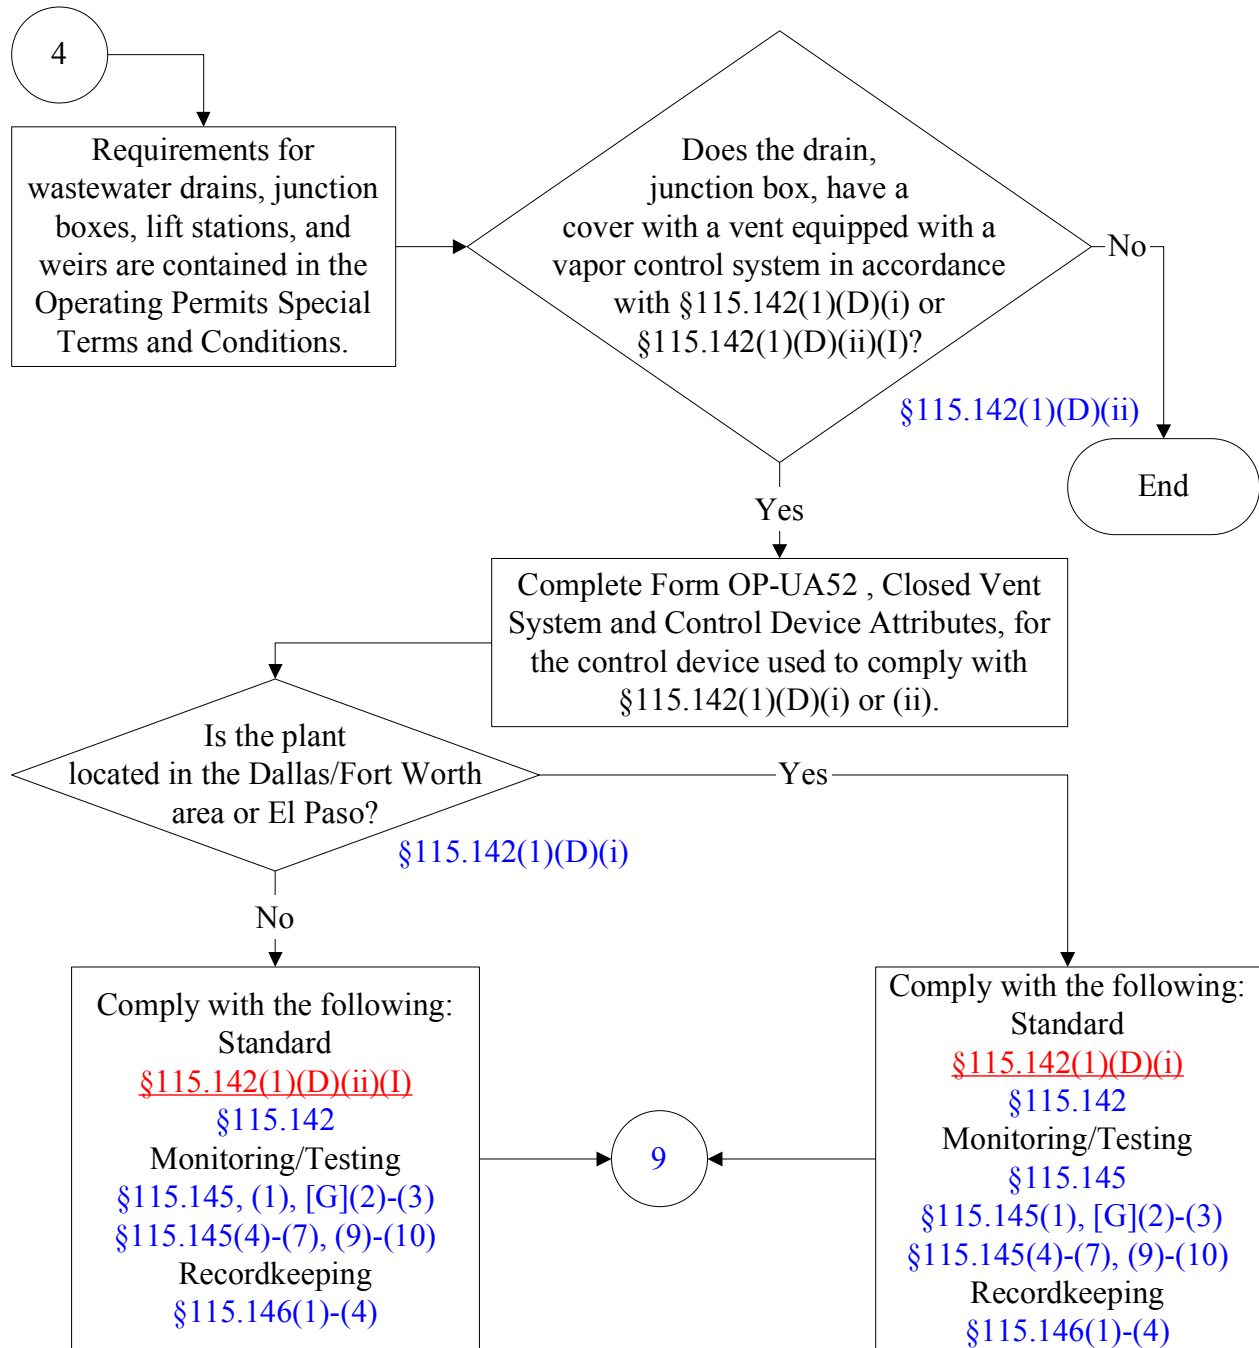 4
Requirements for
wastewater drains, junction
boxes, lift stations, and
weirs are contained in the
Operating Permits Special
Terms and Conditions.
Does the drain,
junction box, have a
cover with a vent equipped with a
vapor control system in accordance
with §115.142(1)(D)(i) or
§115.142(1)(D)(ii)(I)?
No
§115.142(1)(D)(ii)
End
Yes
Complete Form OP-UA52 , Closed Vent
System and Control Device Attributes, for
the control device used to comply with
§115.142(1)(D)(i) or (ii).
Is the plant
located in the Dallas/Fort Worth
area or El Paso?
Yes
§115.142(1)(D)(i)
No
Comply with the following:
Standard
§115.142(1)(D)(ii)(I)
§115.142
Monitoring/Testing
§115.145, (1), [G](2)-(3)
§115.145(4)-(7), (9)-(10)
Recordkeeping
§115.146(1)-(4)
9
Comply with the following:
Standard
§115.142(1)(D)(i)
§115.142
Monitoring/Testing
§115.145
§115.145(1), [G](2)-(3)
§115.145(4)-(7), (9)-(10)
Recordkeeping
§115.146(1)-(4)